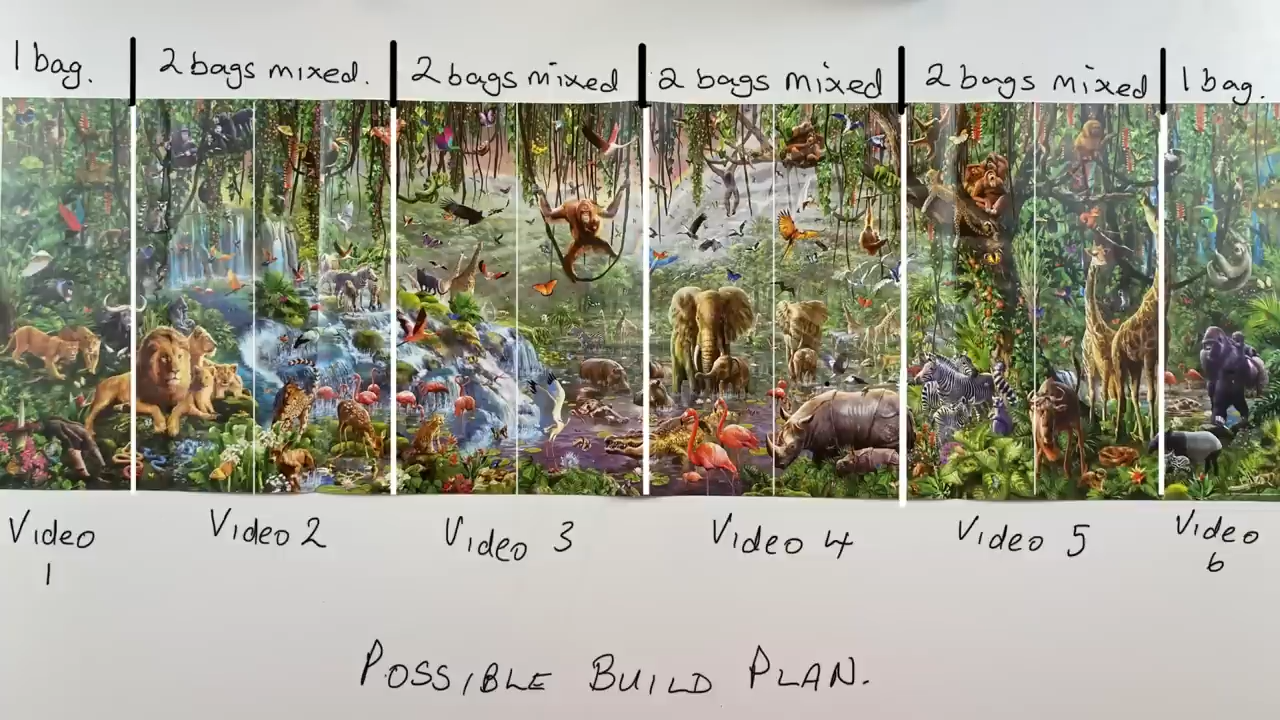 1 bag.
2 bags mixed.
2 bags mixed
2 bags mixed
2 bags mixed
1 bag.
Video
1
Video 2
Video 3
Video 4
Video 5
Video
6
POSSIBLE BUILD PLAN.